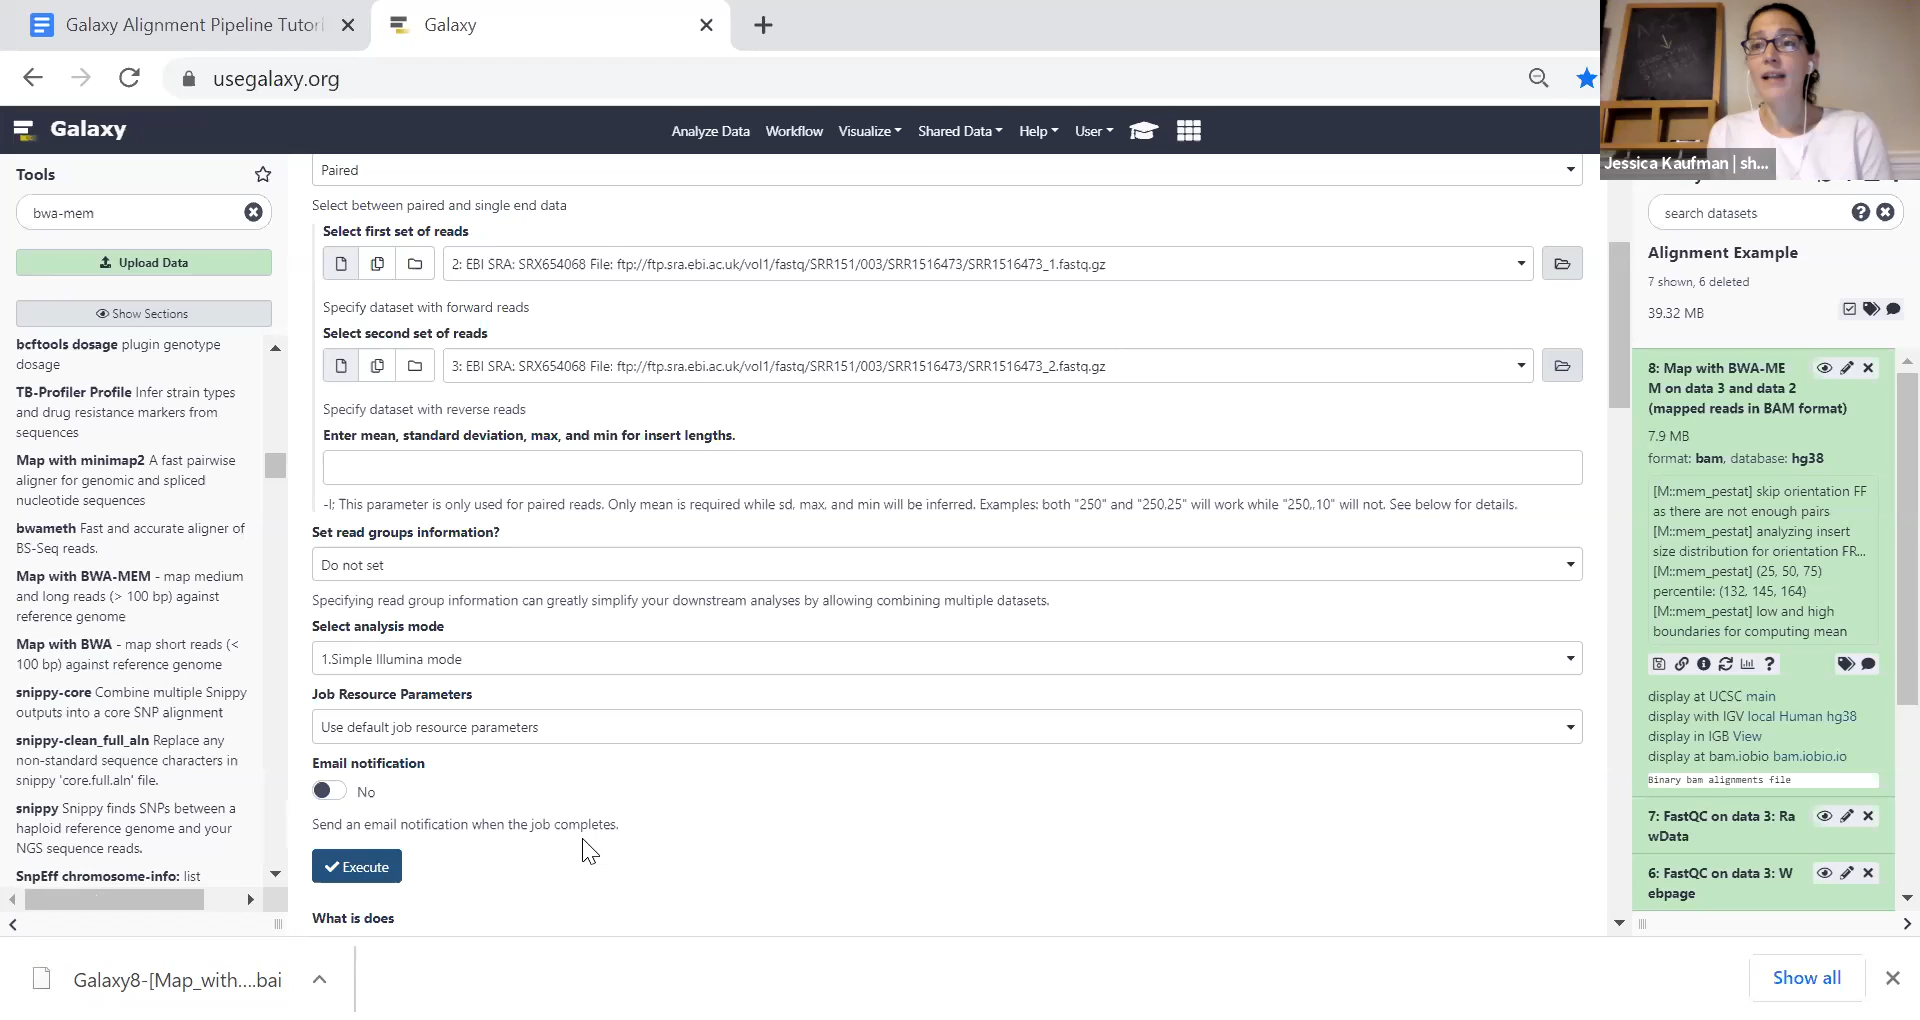 Galaxy Alignment Pipeline Tutori
Galaxy
usegalaxy.org
Galaxy
Analyze Data
Workflow
Visualize
Shared Data
Help
User
Jessica Kaufman | sh...
Tools
bwa-mem
Upload Data
Show Sections
bcftools dosage plugin genotype
dosage
TB-Profiler Profile Infer strain types
and drug resistance markers from
sequences
Map with minimap2 A fast pairwise
aligner for genomic and spliced
nucleotide sequences
bwameth Fast and accurate aligner of
BS-Seq reads.
Map with BWA-MEM - map medium
and long reads (> 100 bp) against
reference genome
Map with BWA - map short reads (<
100 bp) against reference genome
snippy-core Combine multiple Snippy
outputs into a core SNP alignment
snippy-clean_full_aln Replace any
non-standard sequence characters in
snippy 'core.full.aln' file.
snippy Snippy finds SNPs between a
haploid reference genome and your
NGS sequence reads.
SnpEff chromosome-info: list
Paired
Select between paired and single end data
Select first set of reads
2: EBI SRA: SRX654068 File: ftp://ftp.sra.ebi.ac.uk/vol1/fastq/SRR151/003/SRR1516473/SRR1516473_1.fastq.gz
Specify dataset with forward reads
Select second set of reads
3: EBI SRA: SRX654068 File: ftp://ftp.sra.ebi.ac.uk/vol1/fastq/SRR151/003/SRR1516473/SRR1516473_2.fastq.gz
Specify dataset with reverse reads
Enter mean, standard deviation, max, and min for insert lengths.
-I; This parameter is only used for paired reads. Only mean is required while sd, max, and min will be inferred. Examples: both "250" and "250,25" will work while "250,,10" will not. See below for details.
Set read groups information?
Do not set
Specifying read group information can greatly simplify your downstream analyses by allowing combining multiple datasets.
Select analysis mode
1.Simple Illumina mode
Job Resource Parameters
Use default job resource parameters
Email notification
No
Send an email notification when the job completes.
Execute
What is does
search datasets
Alignment Example
7 shown, 6 deleted
39.32 MB
8: Map with BWA-ME
M on data 3 and data 2
(mapped reads in BAM format)
7.9 MB
format: bam, database: hg38
[M::mem_pestat] skip orientation FF
as there are not enough pairs
[M::mem_pestat] analyzing insert
size distribution for orientation FR...
[M::mem_pestat] (25, 50, 75)
percentile: (132, 145, 164)
[M::mem_pestat] low and high
boundaries for computing mean
display at UCSC main
display with IGV local Human hg38
display in IGB View
display at bam.iobio bam.iobio.io
Binary bam alignments file
7: FastQC on data 3: Ra
wData
6: FastQC on data 3: W
ebpage
Galaxy8-[Map_with....bai
Show all